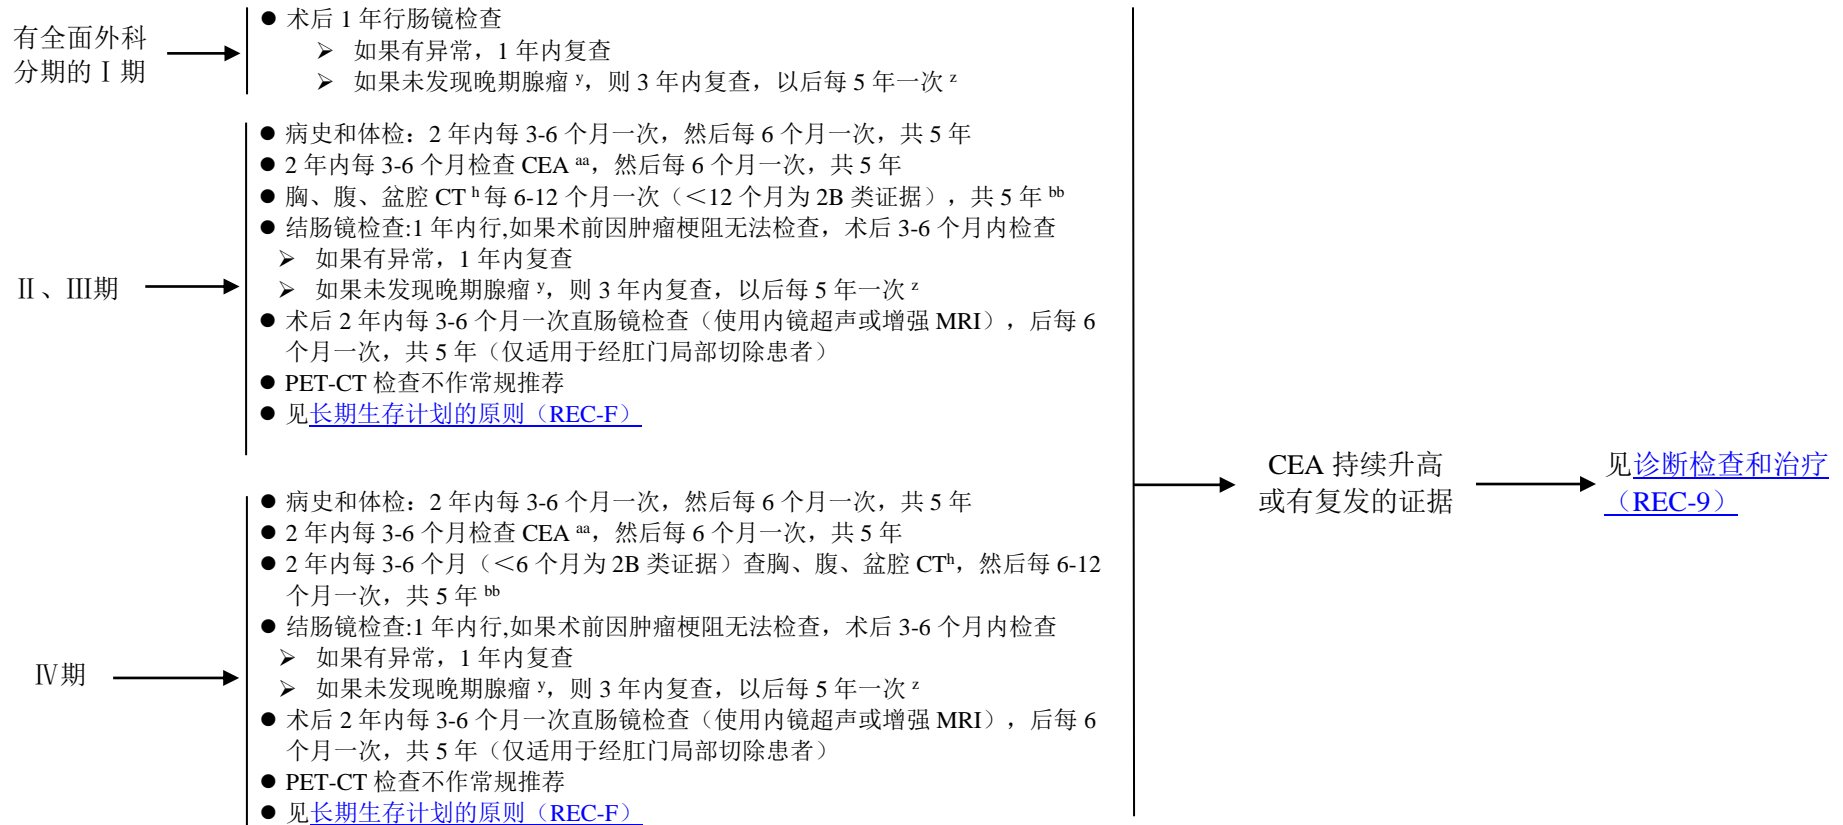 有全面外科
分期的Ⅰ期
● 术后 1 年行肠镜检查
➢ 如果有异常，1 年内复查
➢ 如果未发现晚期腺瘤 y，则 3 年内复查，以后每 5 年一次 z
Ⅱ、Ⅲ期
● 病史和体检：2 年内每 3-6 个月一次，然后每 6 个月一次，共 5 年
● 2 年内每 3-6 个月检查 CEA aa，然后每 6 个月一次，共 5 年
● 胸、腹、盆腔 CT h 每 6-12 个月一次（＜12 个月为 2B 类证据），共 5 年 bb
● 结肠镜检查:1 年内行,如果术前因肿瘤梗阻无法检查，术后 3-6 个月内检查
➢ 如果有异常，1 年内复查
➢ 如果未发现晚期腺瘤 y，则 3 年内复查，以后每 5 年一次 z
● 术后 2 年内每 3-6 个月一次直肠镜检查（使用内镜超声或增强 MRI），后每 6
个月一次，共 5 年（仅适用于经肛门局部切除患者）
● PET-CT 检查不作常规推荐
● 见长期生存计划的原则（REC-F）
Ⅳ期
● 病史和体检：2 年内每 3-6 个月一次，然后每 6 个月一次，共 5 年
● 2 年内每 3-6 个月检查 CEA aa，然后每 6 个月一次，共 5 年
● 2 年内每 3-6 个月（＜6 个月为 2B 类证据）查胸、腹、盆腔 CTh，然后每 6-12
个月一次，共 5 年 bb
● 结肠镜检查:1 年内行,如果术前因肿瘤梗阻无法检查，术后 3-6 个月内检查
➢ 如果有异常，1 年内复查
➢ 如果未发现晚期腺瘤 y，则 3 年内复查，以后每 5 年一次 z
● 术后 2 年内每 3-6 个月一次直肠镜检查（使用内镜超声或增强 MRI），后每 6
个月一次，共 5 年（仅适用于经肛门局部切除患者）
● PET-CT 检查不作常规推荐
● 见长期生存计划的原则（REC-F）
CEA 持续升高
或有复发的证据
见诊断检查和治疗
（REC-9）